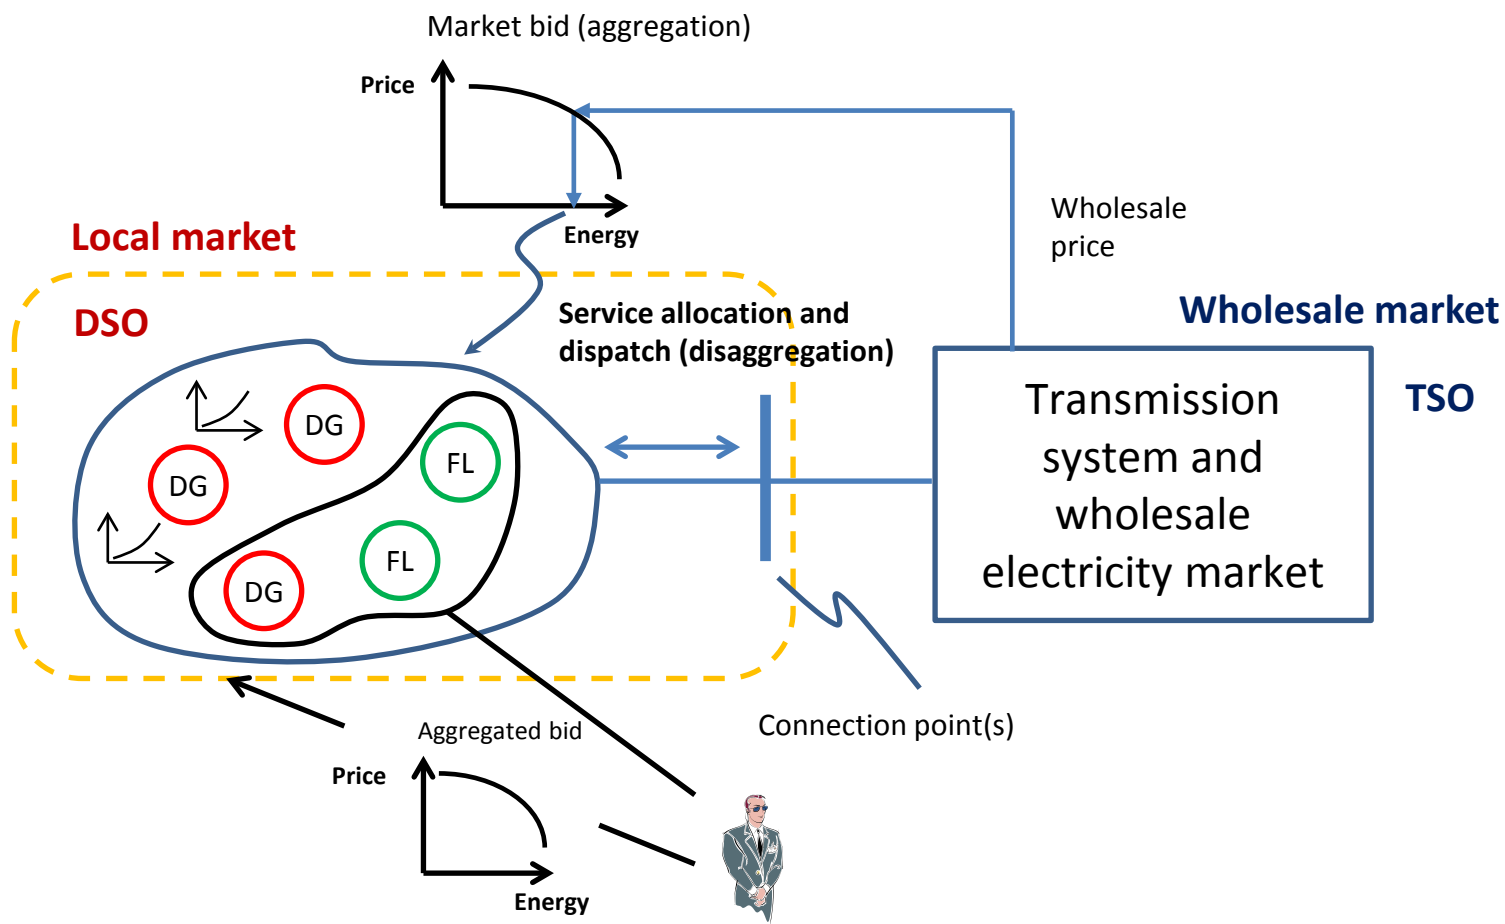 Market bid (aggregation)
Price
Energy
Wholesale
price
Local market
DSO
Service allocation and
dispatch (disaggregation)
Wholesale market
TSO
Transmission
system and
wholesale
electricity market
DG
FL
DG
FL
DG
Connection point(s)
Aggregated bid
Price
Energy